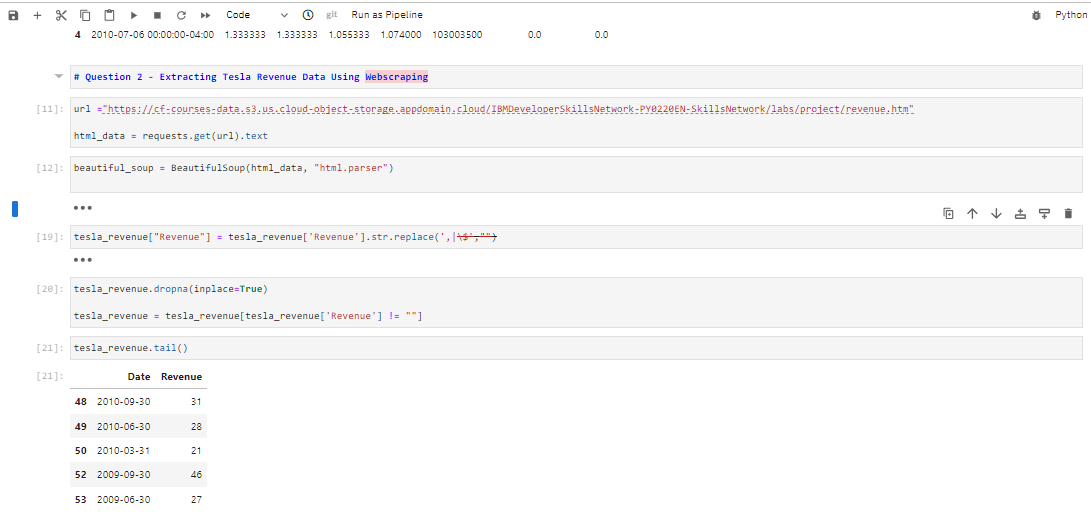 Code git Run as Pipeline Python
4 2010-07-06 00:00:00-04:00 1.333333 1.333333 1.055333 1.074000 103003500 0.0 0.0
# Question 2 - Extracting Tesla Revenue Data Using Webscraping
[11]: url ="https://cf-courses-data.s3.us.cloud-object-storage.appdomain.cloud/IBMDeveloperSkillsNetwork-PY0220EN-SkillsNetwork/labs/project/revenue.htm"
html_data = requests.get(url).text
[12]: beautiful_soup = BeautifulSoup(html_data, "html.parser")
[19]: tesla_revenue["Revenue"] = tesla_revenue['Revenue'].str.replace(',|\$',"")
[20]: tesla_revenue.dropna(inplace=True)
tesla_revenue = tesla_revenue[tesla_revenue['Revenue'] != ""]
[21]: tesla_revenue.tail()
[21]: Date Revenue
48 2010-09-30 31
49 2010-06-30 28
50 2010-03-31 21
52 2009-09-30 46
53 2009-06-30 27